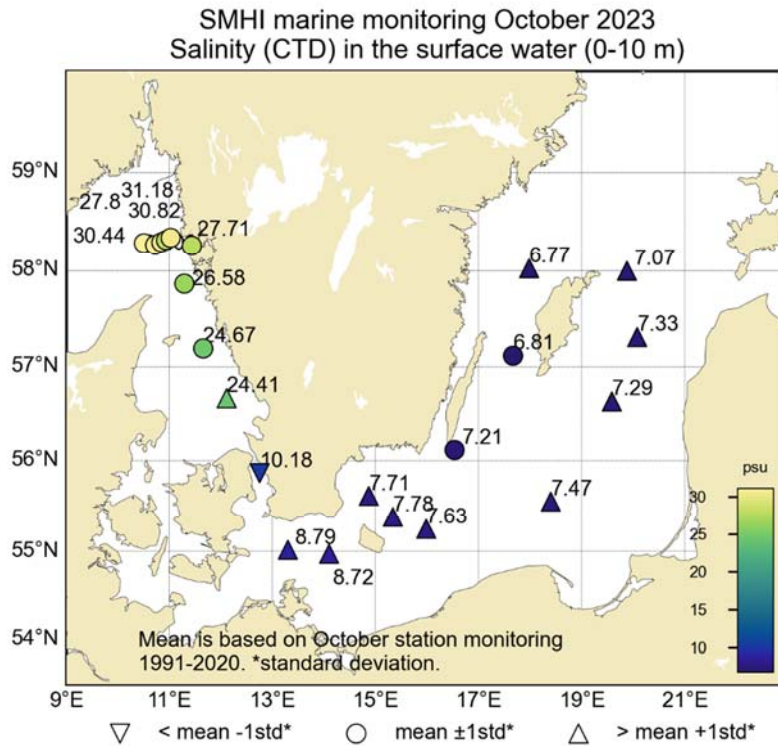 SMHI marine monitoring October 2023
Salinity (CTD) in the surface water (0-10 m)
59°N
58°N
57°N
56°N
55°N
54°N
31.18
27.8
30.82
30.44
27.71
26.58
24.67
24.41
10.18
6.77
7.07
7.33
6.81
7.29
7.21
7.71
7.78
7.63
7.47
8.79
8.72
psu
30
25
20
15
10
Mean is based on October station monitoring
1991-2020. *standard deviation.
9°E 11°E 13°E 15°E 17°E 19°E 21°E
▽ < mean -1std* ○ mean ±1std* △ > mean +1std*